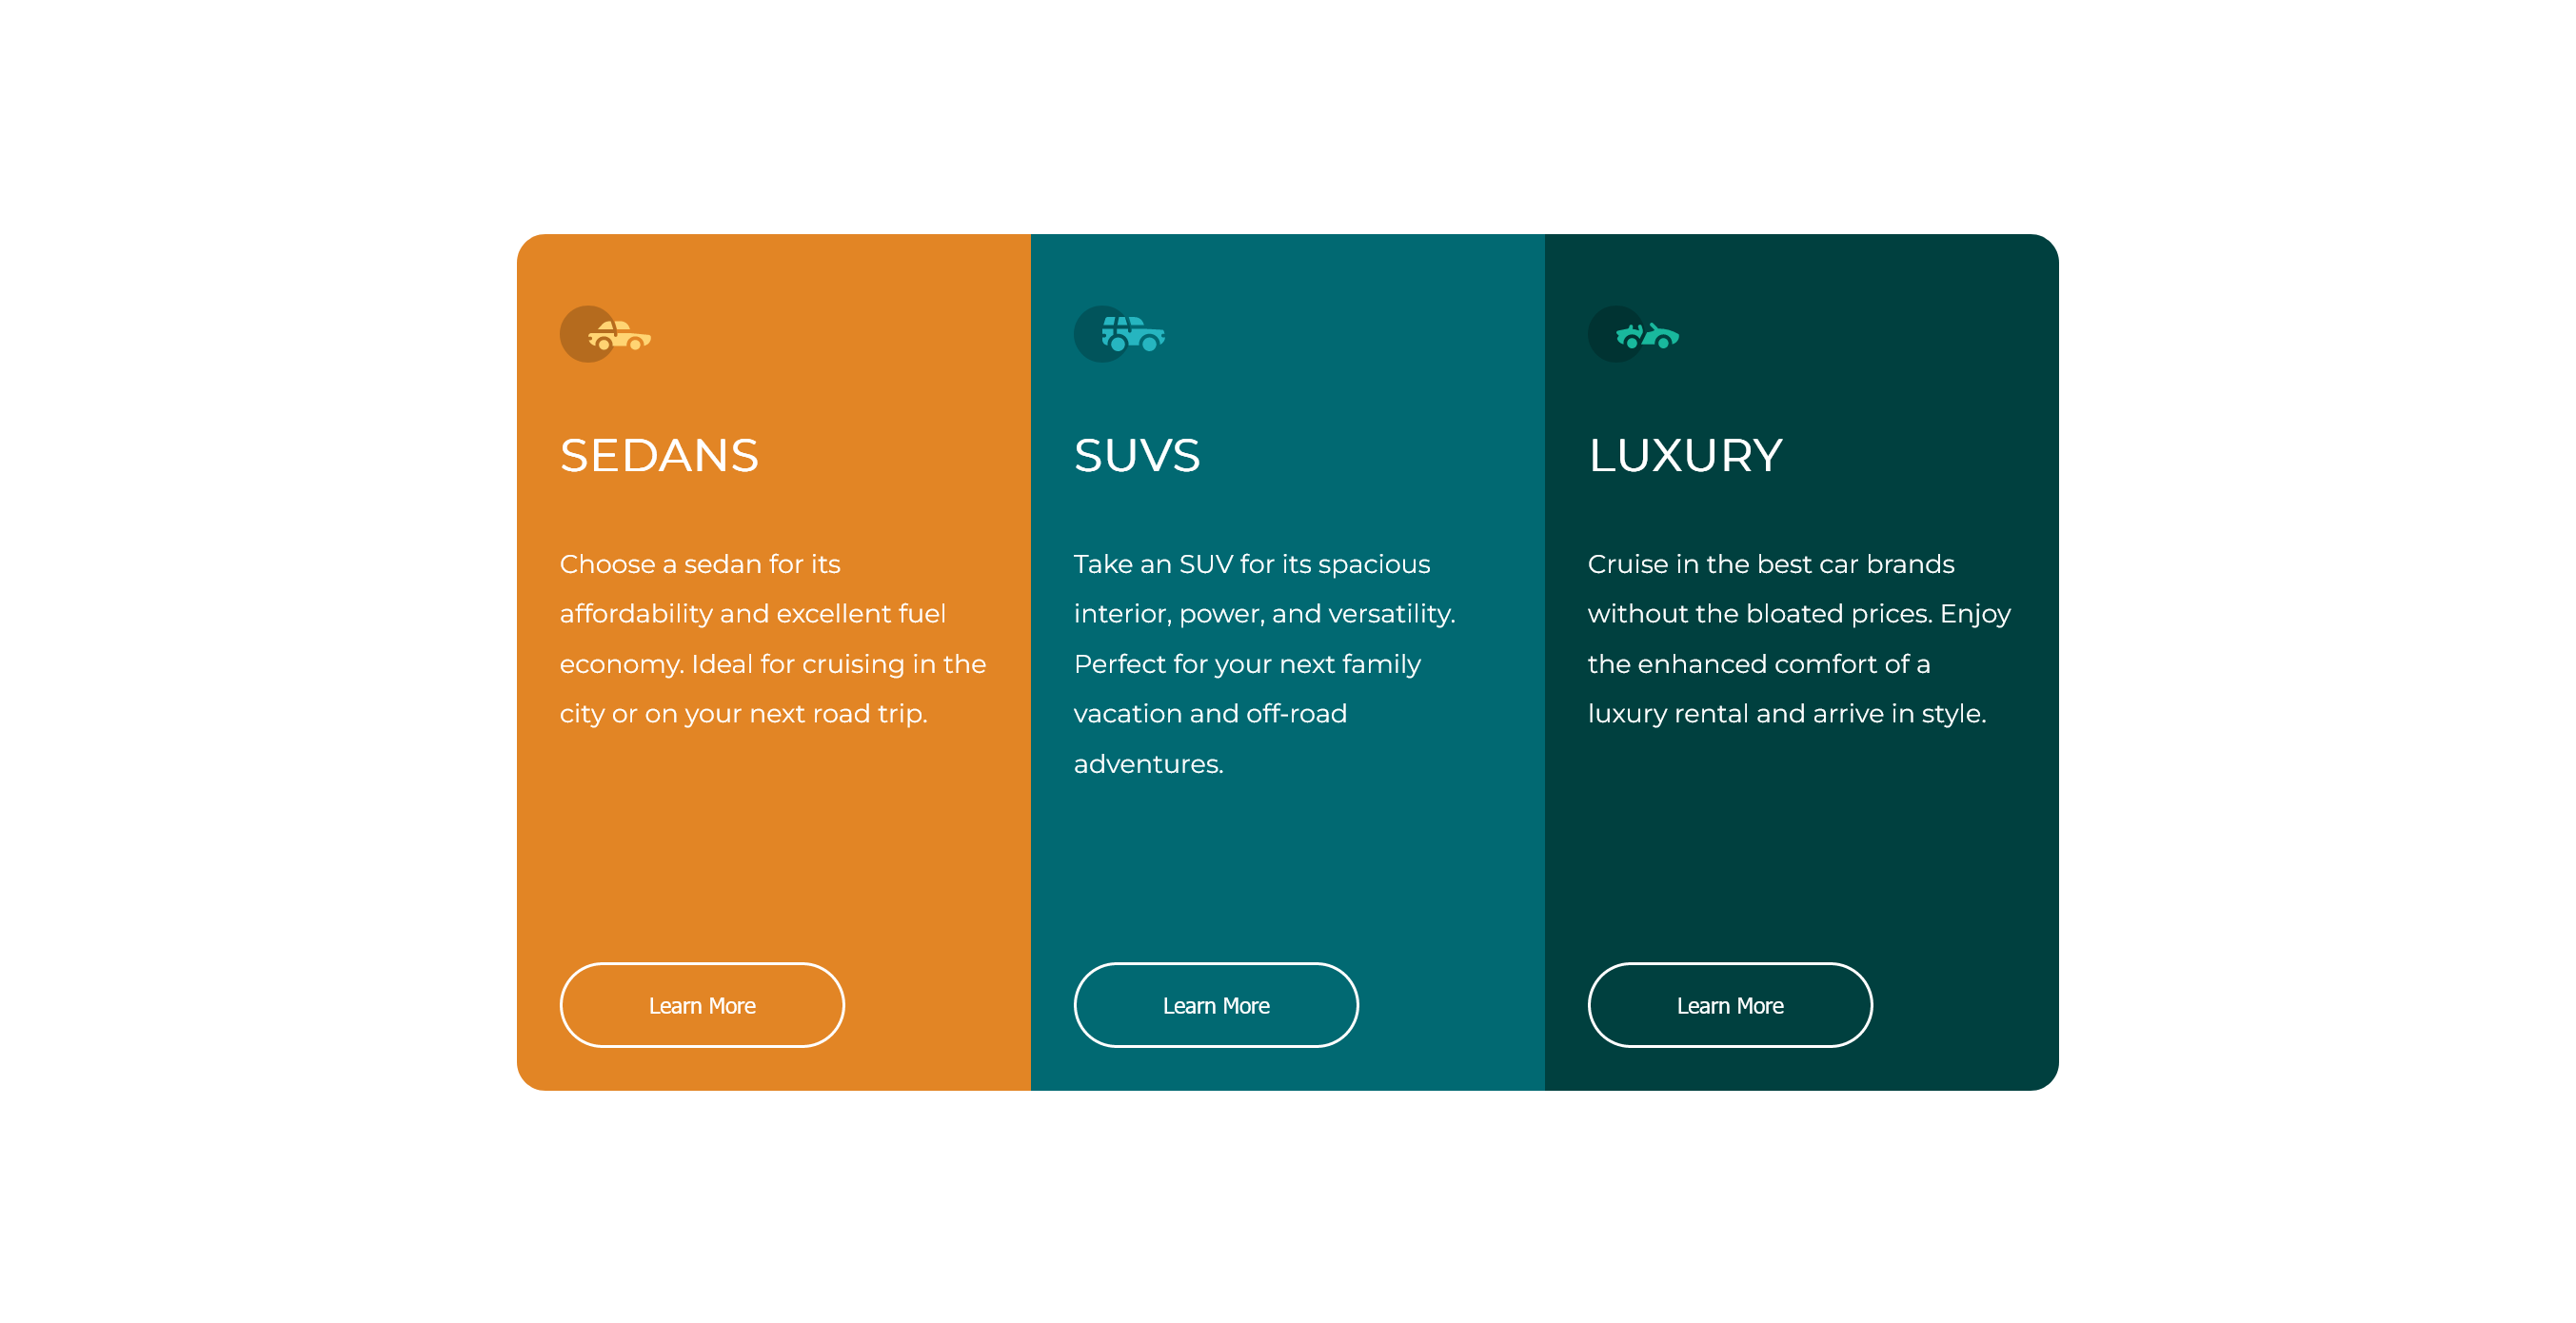 SEDANS
Choose a sedan for its
affordability and excellent fuel
economy. Ideal for cruising in the
city or on your next road trip.
Learn More
SUVS
Take an SUV for its spacious
interior, power, and versatility.
Perfect for your next family
vacation and off-road
adventures.
Learn More
LUXURY
Cruise in the best car brands
without the bloated prices. Enjoy
the enhanced comfort of a
luxury rental and arrive in style.
Learn More